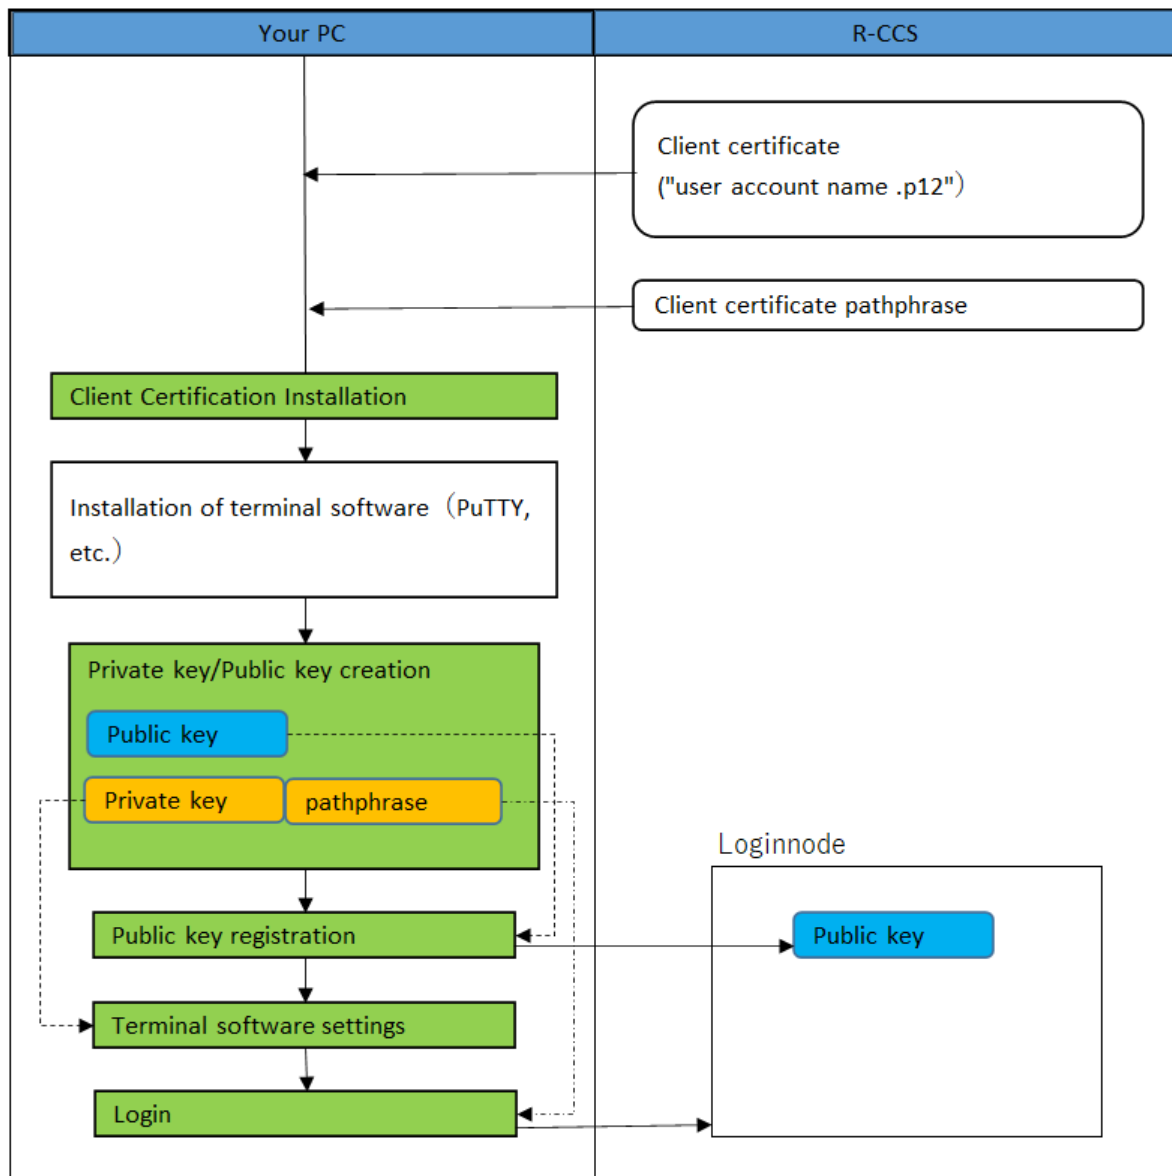 Your PC
R-CCS
Client certificate
("user account name .p12"）
Client certificate pathphrase
Client Certification Installation
Installation of terminal software（PuTTY,
etc.）
Private key/Public key creation
Public key
Private key
pathphrase
Loginnode
Public key registration
Public key
Terminal software settings
Login